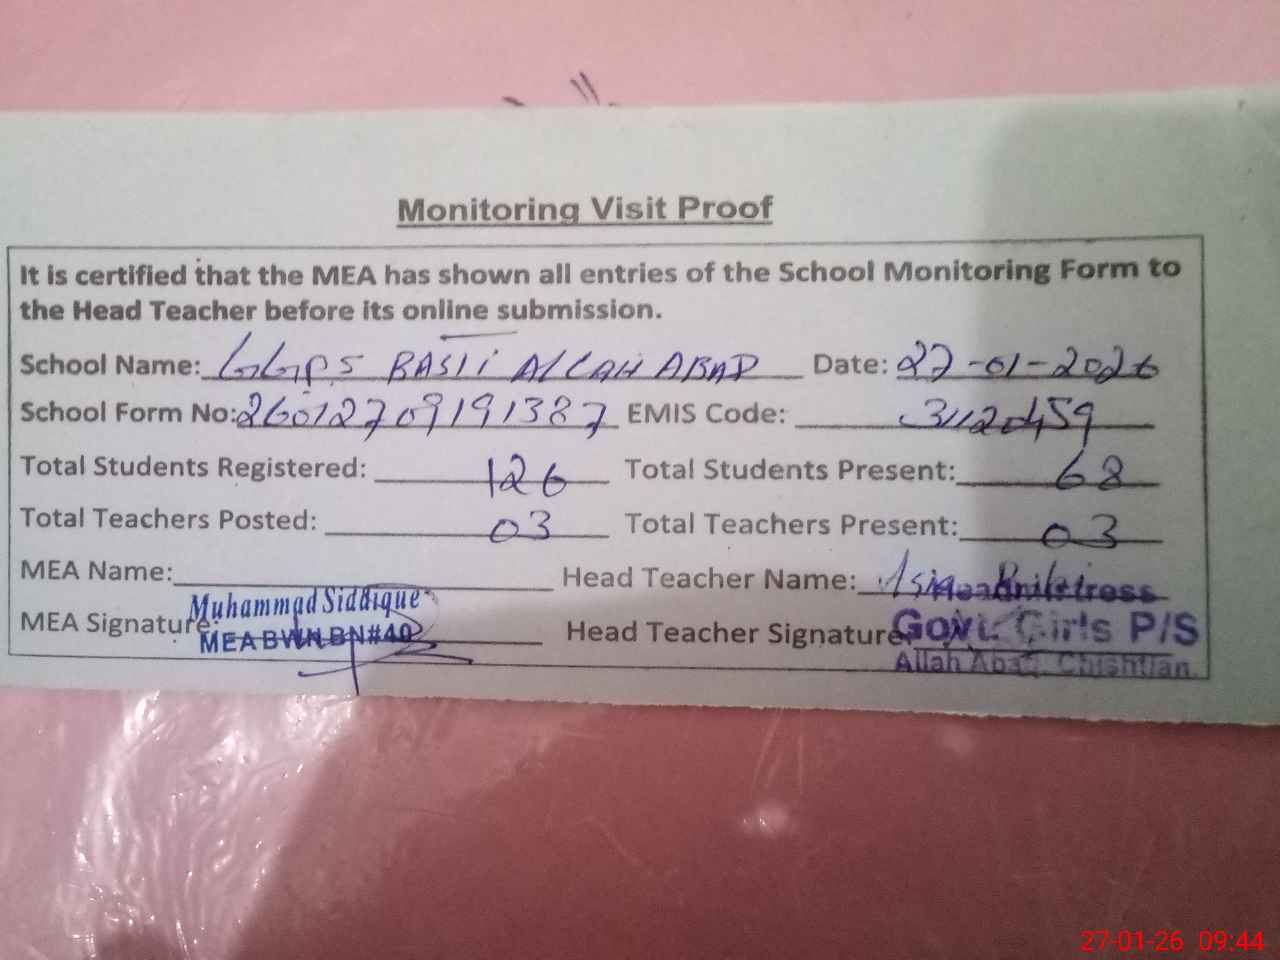 Monitoring Visit Proof
It is certified that the MEA has shown all entries of the School Monitoring Form to
the Head Teacher before its online submission.
School Name: GGPS BASTI ALLAH ABAD Date: 27-01-2026
School Form No: 26012709191387 EMIS Code: 31120459
Total Students Registered: 126 Total Students Present: 68
Total Teachers Posted: 03 Total Teachers Present: 03
MEA Name: Head Teacher Name: Asia Headmistress
Muhammad Siddique
MEA Signature: MEA BWN BN#40 Head Teacher Signature Govt. Girls P/S
Allah Abad, Chishtian.
27-01-26 09:44